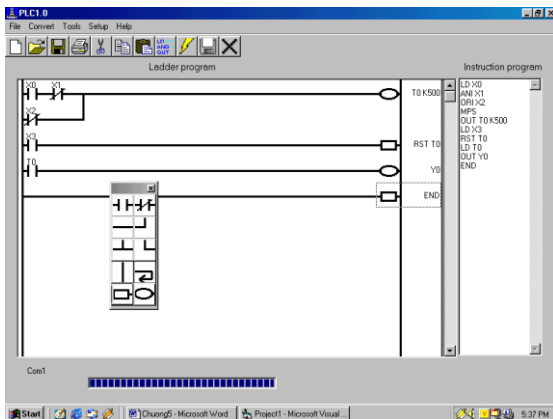 PLC1.0
File Convert Tools Setup Help
LD
AND
OUT
Ladder program
Instruction program
X0 X1
T0 K500
X2
X3
RST T0
T0
Y0
END
LD X0
ANI X1
ORI X2
MPS
OUT T0 K500
LD X3
RST T0
LD T0
OUT Y0
END
Com1
Start
Chuong5 - Microsoft Word
Project1 - Microsoft Visual ...
V
5:37 PM